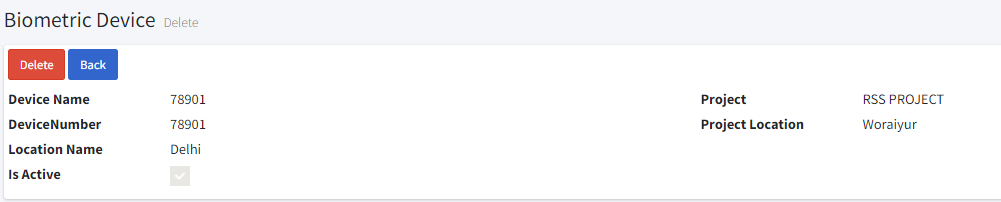 Biometric Device Delete
Delete Back
Device Name 78901 Project RSS PROJECT
DeviceNumber 78901 Project Location Woraiyur
Location Name Delhi
Is Active